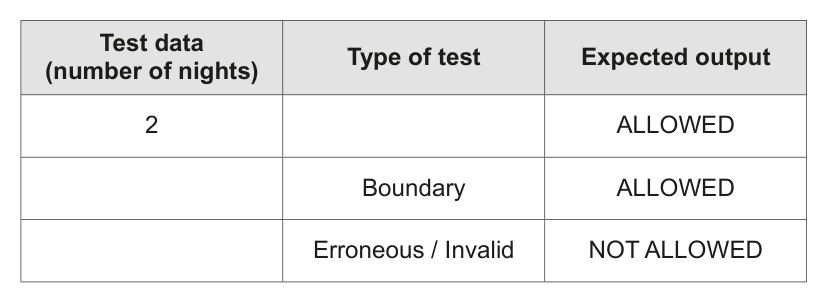 Test data
(number of nights)
Type of test
Expected output
2
ALLOWED
Boundary
ALLOWED
Erroneous / Invalid
NOT ALLOWED